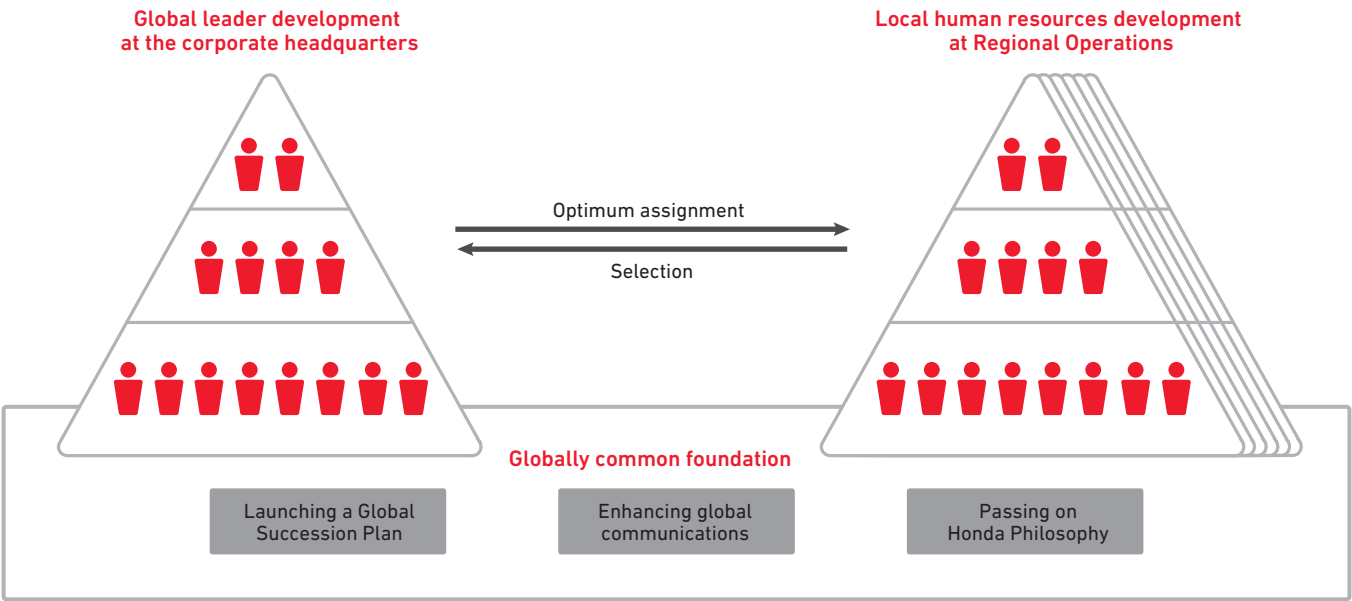 Global leader development
at the corporate headquarters
Local human resources development
at Regional Operations
Optimum assignment
Selection
Globally common foundation
Launching a Global
Succession Plan
Enhancing global
communications
Passing on
Honda Philosophy